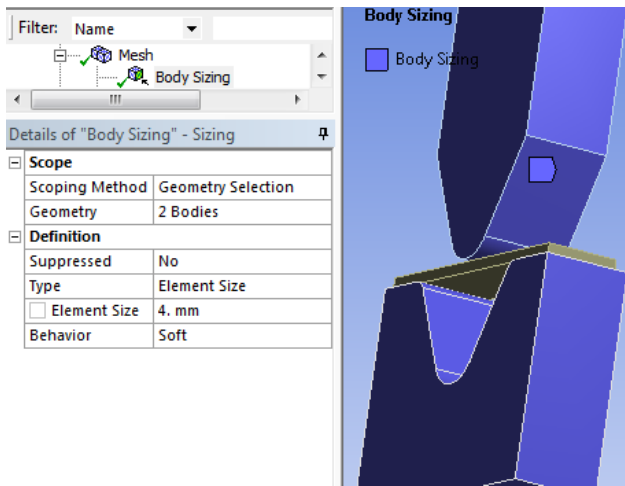 Filter: Name
Mesh
Body Sizing
Details of "Body Sizing" - Sizing
Scope
Scoping Method Geometry Selection
Geometry 2 Bodies
Definition
Suppressed No
Type Element Size
Element Size 4. mm
Behavior Soft
Body Sizing
Body Sizing